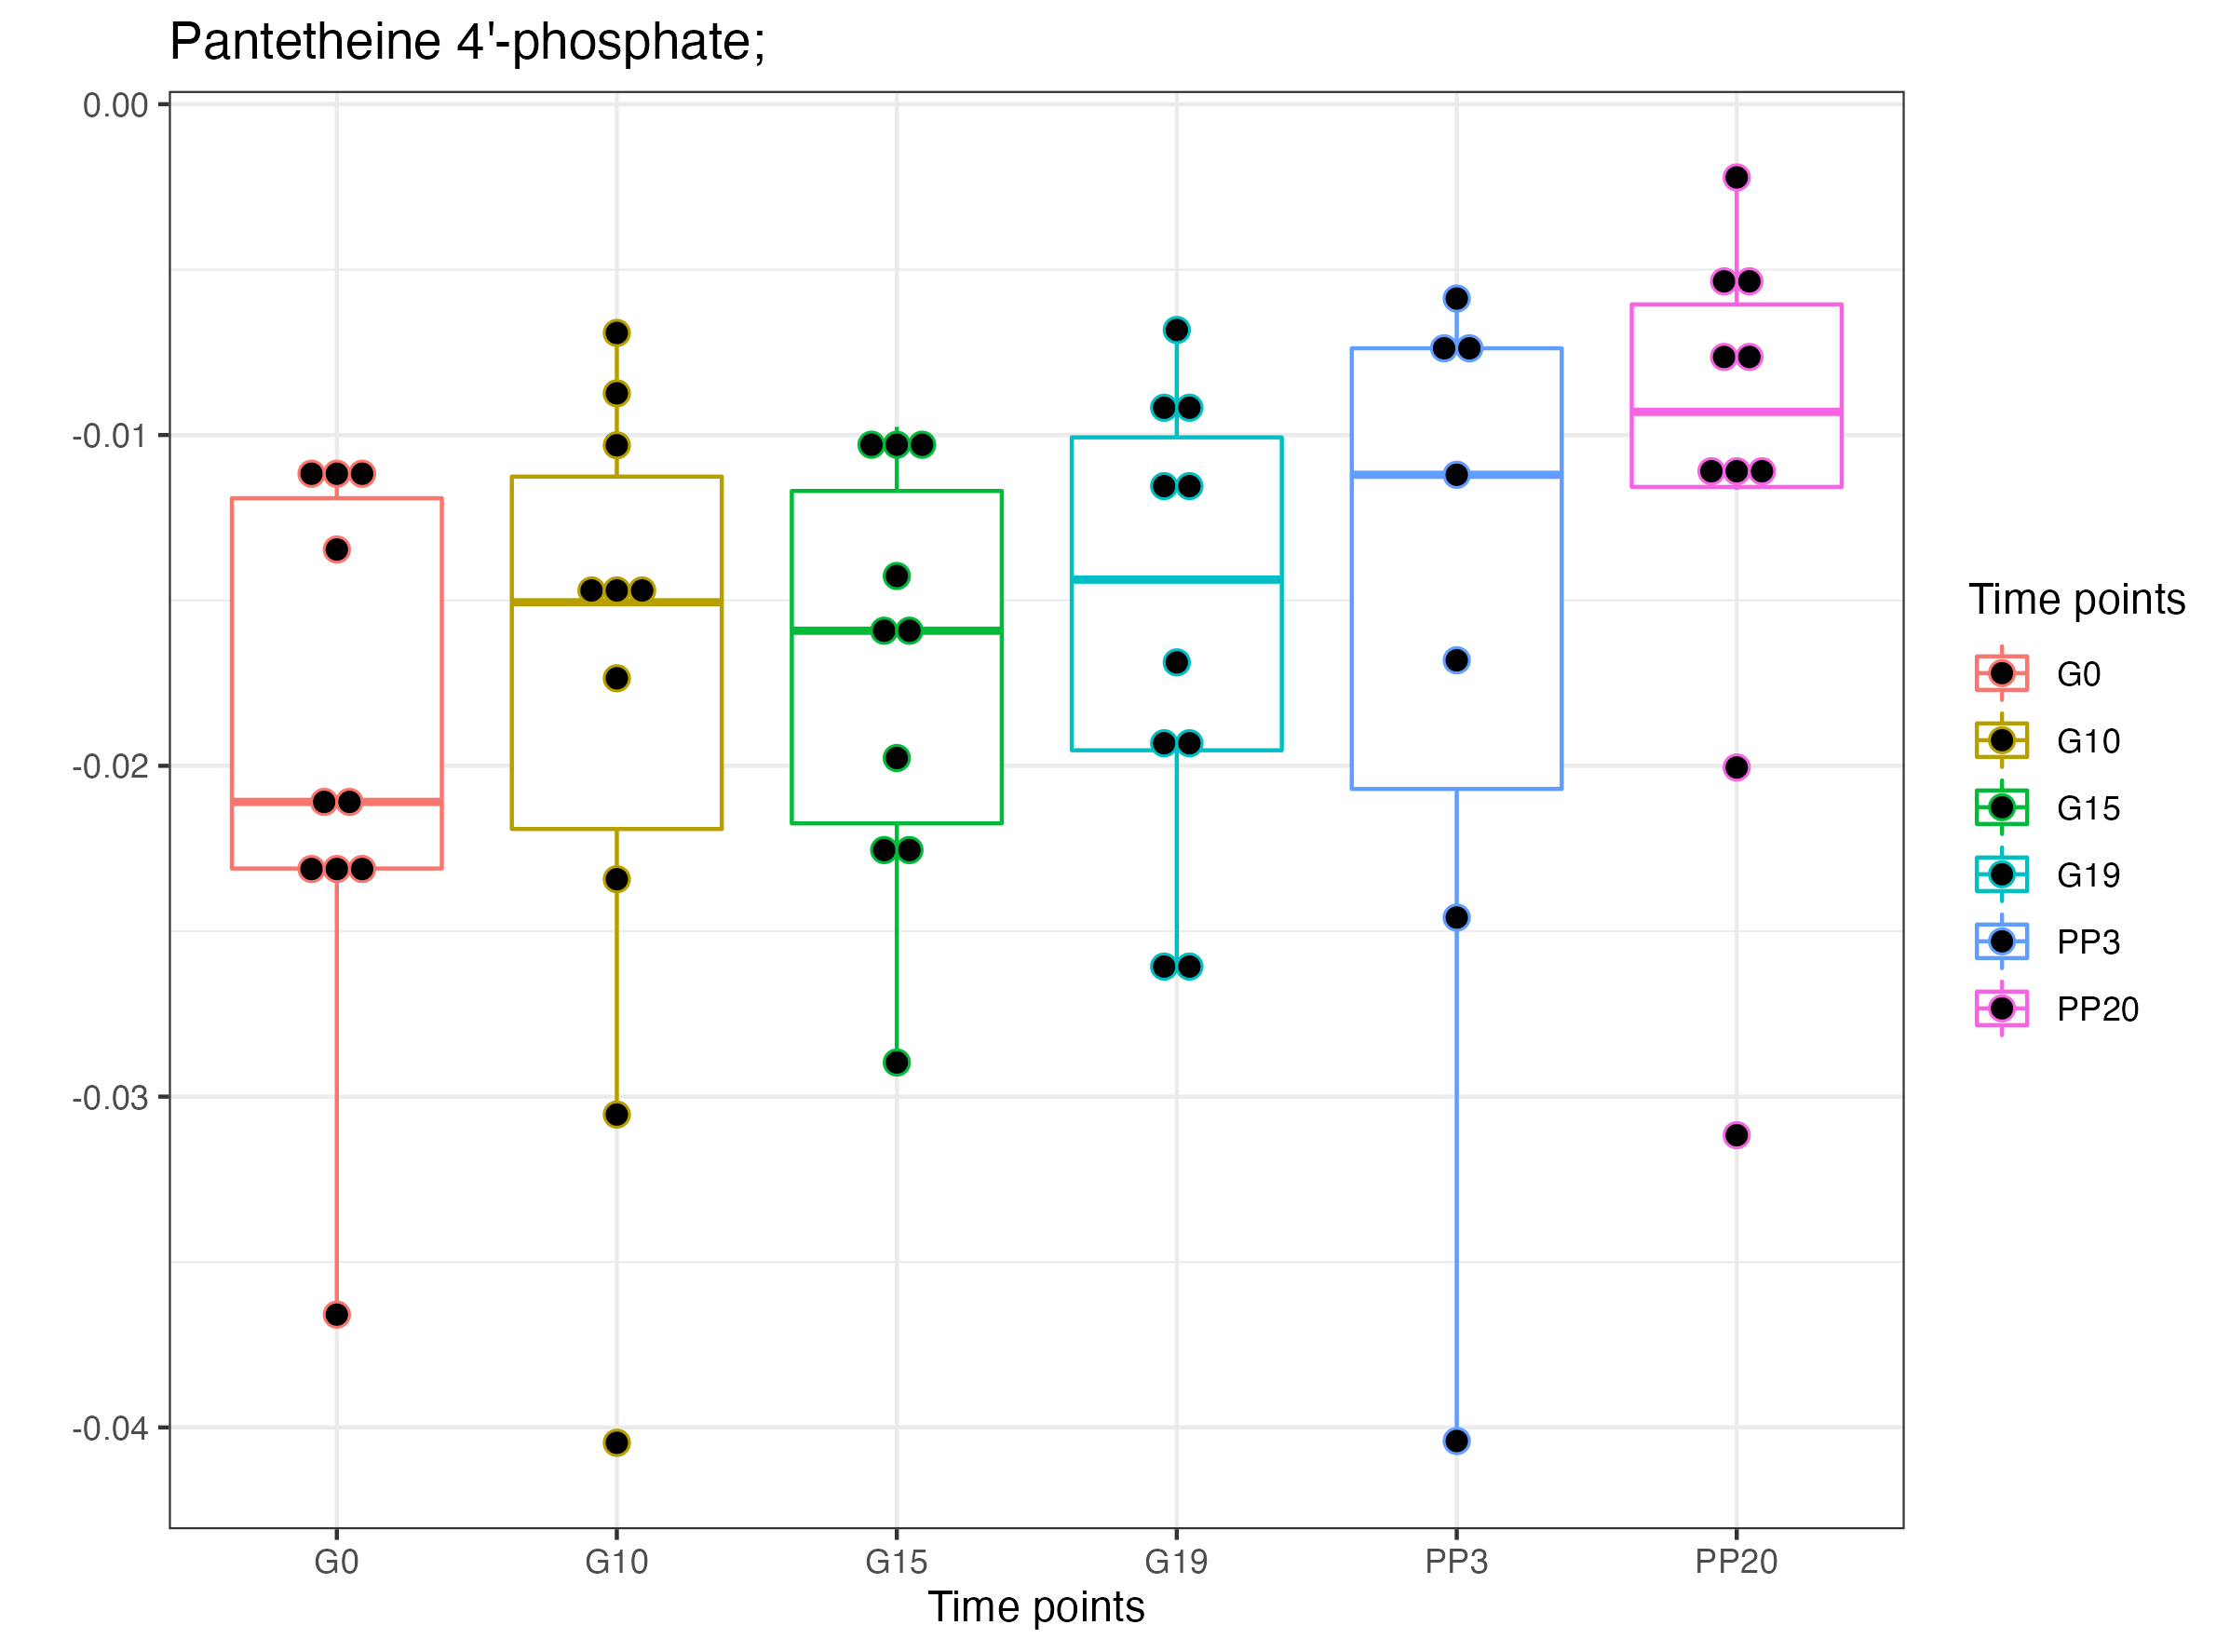 Pantetheine 4'-phosphate;
0.00
-0.01
-0.02
-0.03
-0.04
G0
G10
G15
G19
PP3
PP20
Time points
Time points
G0
G10
G15
G19
PP3
PP20